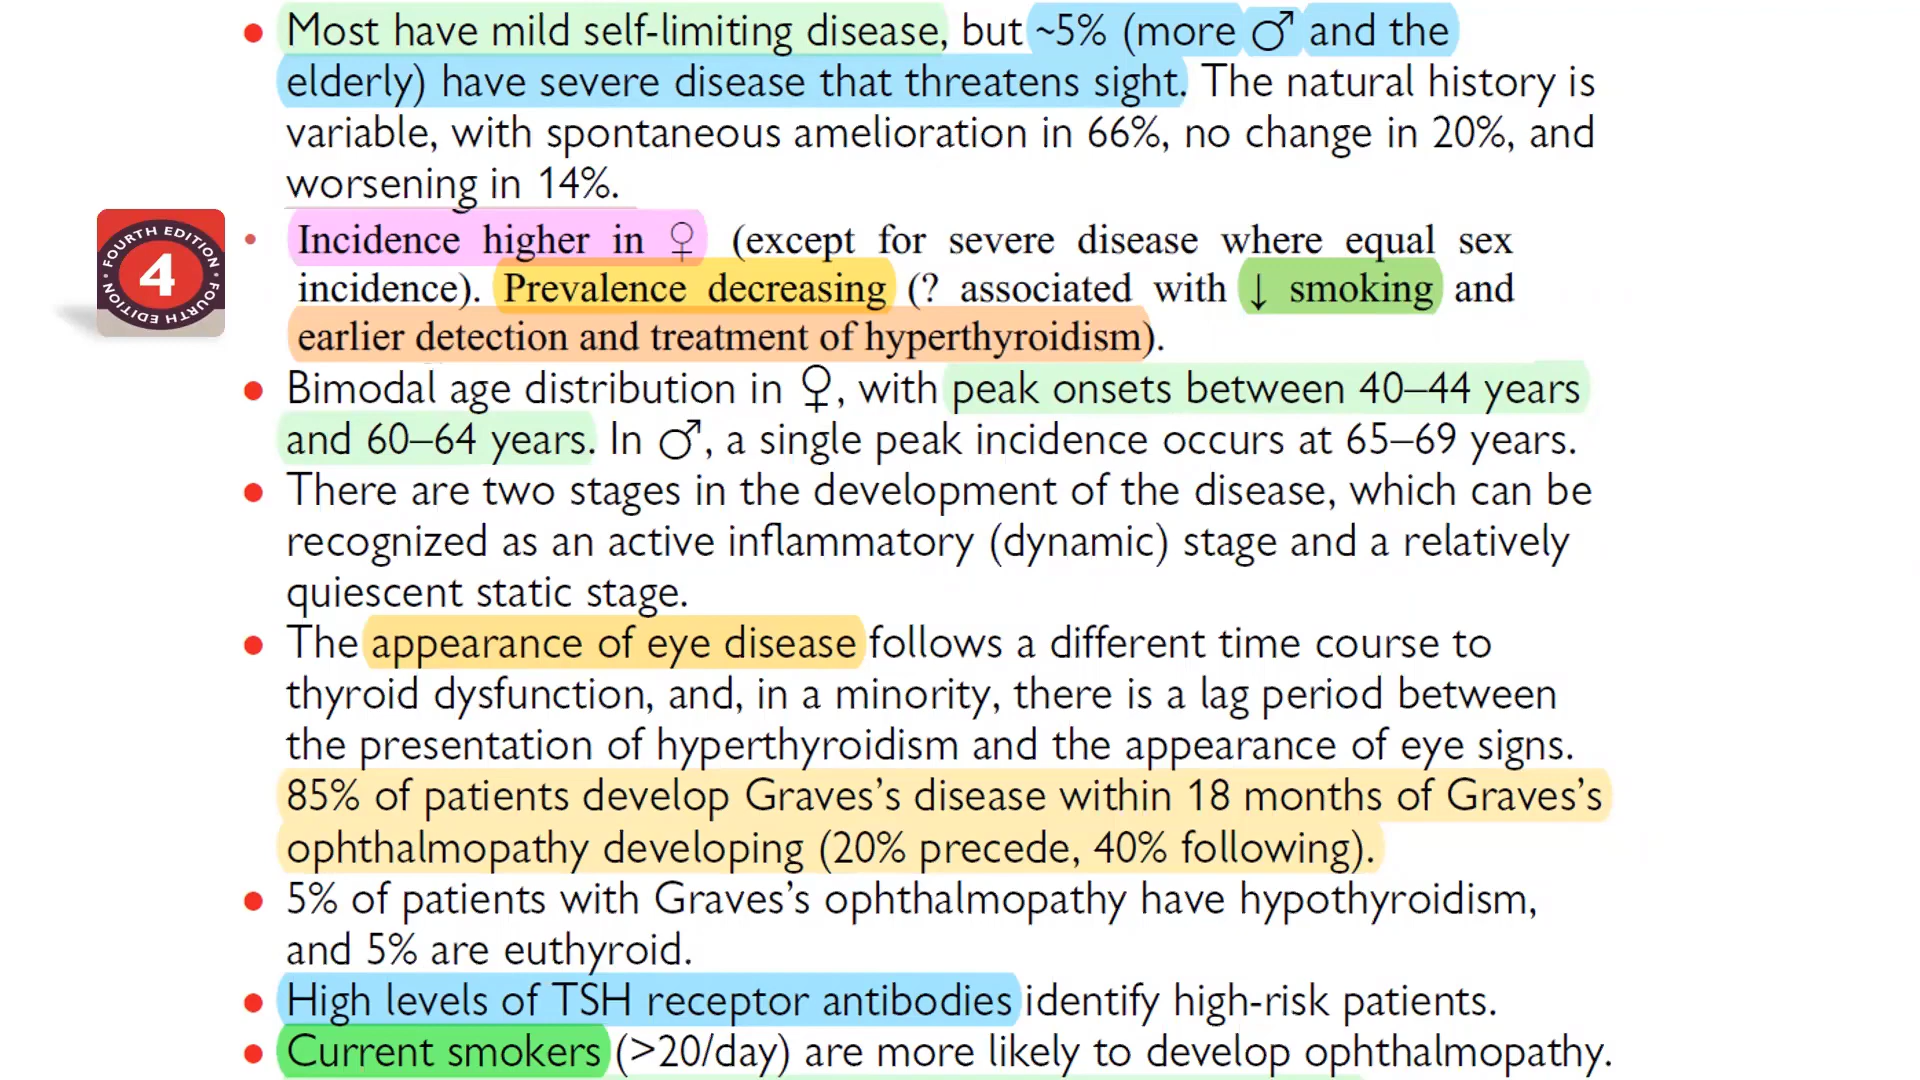 • Most have mild self-limiting disease, but ~5% (more ♂ and the
elderly) have severe disease that threatens sight. The natural history is
variable, with spontaneous amelioration in 66%, no change in 20%, and
worsening in 14%.
FOURTH EDITION · FOURTH EDITION ·
4
• Incidence higher in ♀ (except for severe disease where equal sex
incidence). Prevalence decreasing (? associated with ↓ smoking and
earlier detection and treatment of hyperthyroidism).
• Bimodal age distribution in ♀, with peak onsets between 40–44 years
and 60–64 years. In ♂, a single peak incidence occurs at 65–69 years.
• There are two stages in the development of the disease, which can be
recognized as an active inflammatory (dynamic) stage and a relatively
quiescent static stage.
• The appearance of eye disease follows a different time course to
thyroid dysfunction, and, in a minority, there is a lag period between
the presentation of hyperthyroidism and the appearance of eye signs.
85% of patients develop Graves’s disease within 18 months of Graves’s
ophthalmopathy developing (20% precede, 40% following).
• 5% of patients with Graves’s ophthalmopathy have hypothyroidism,
and 5% are euthyroid.
• High levels of TSH receptor antibodies identify high-risk patients.
• Current smokers (>20/day) are more likely to develop ophthalmopathy.